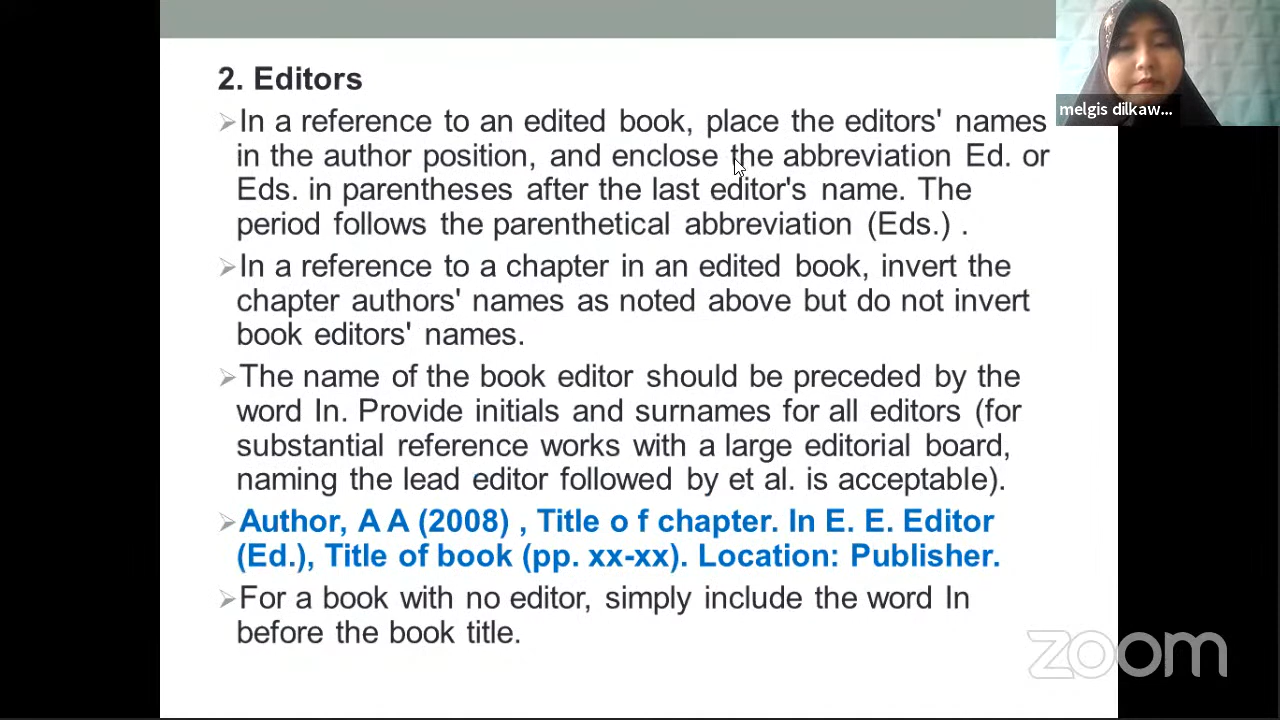 2. Editors
In a reference to an edited book, place the editors' names
in the author position, and enclose the abbreviation Ed. or
Eds. in parentheses after the last editor's name. The
period follows the parenthetical abbreviation (Eds.) .
In a reference to a chapter in an edited book, invert the
chapter authors' names as noted above but do not invert
book editors' names.
The name of the book editor should be preceded by the
word In. Provide initials and surnames for all editors (for
substantial reference works with a large editorial board,
naming the lead editor followed by et al. is acceptable).
Author, A A (2008) , Title o f chapter. In E. E. Editor
(Ed.), Title of book (pp. xx-xx). Location: Publisher.
For a book with no editor, simply include the word In
before the book title.
melgis dilkaw...
zoom